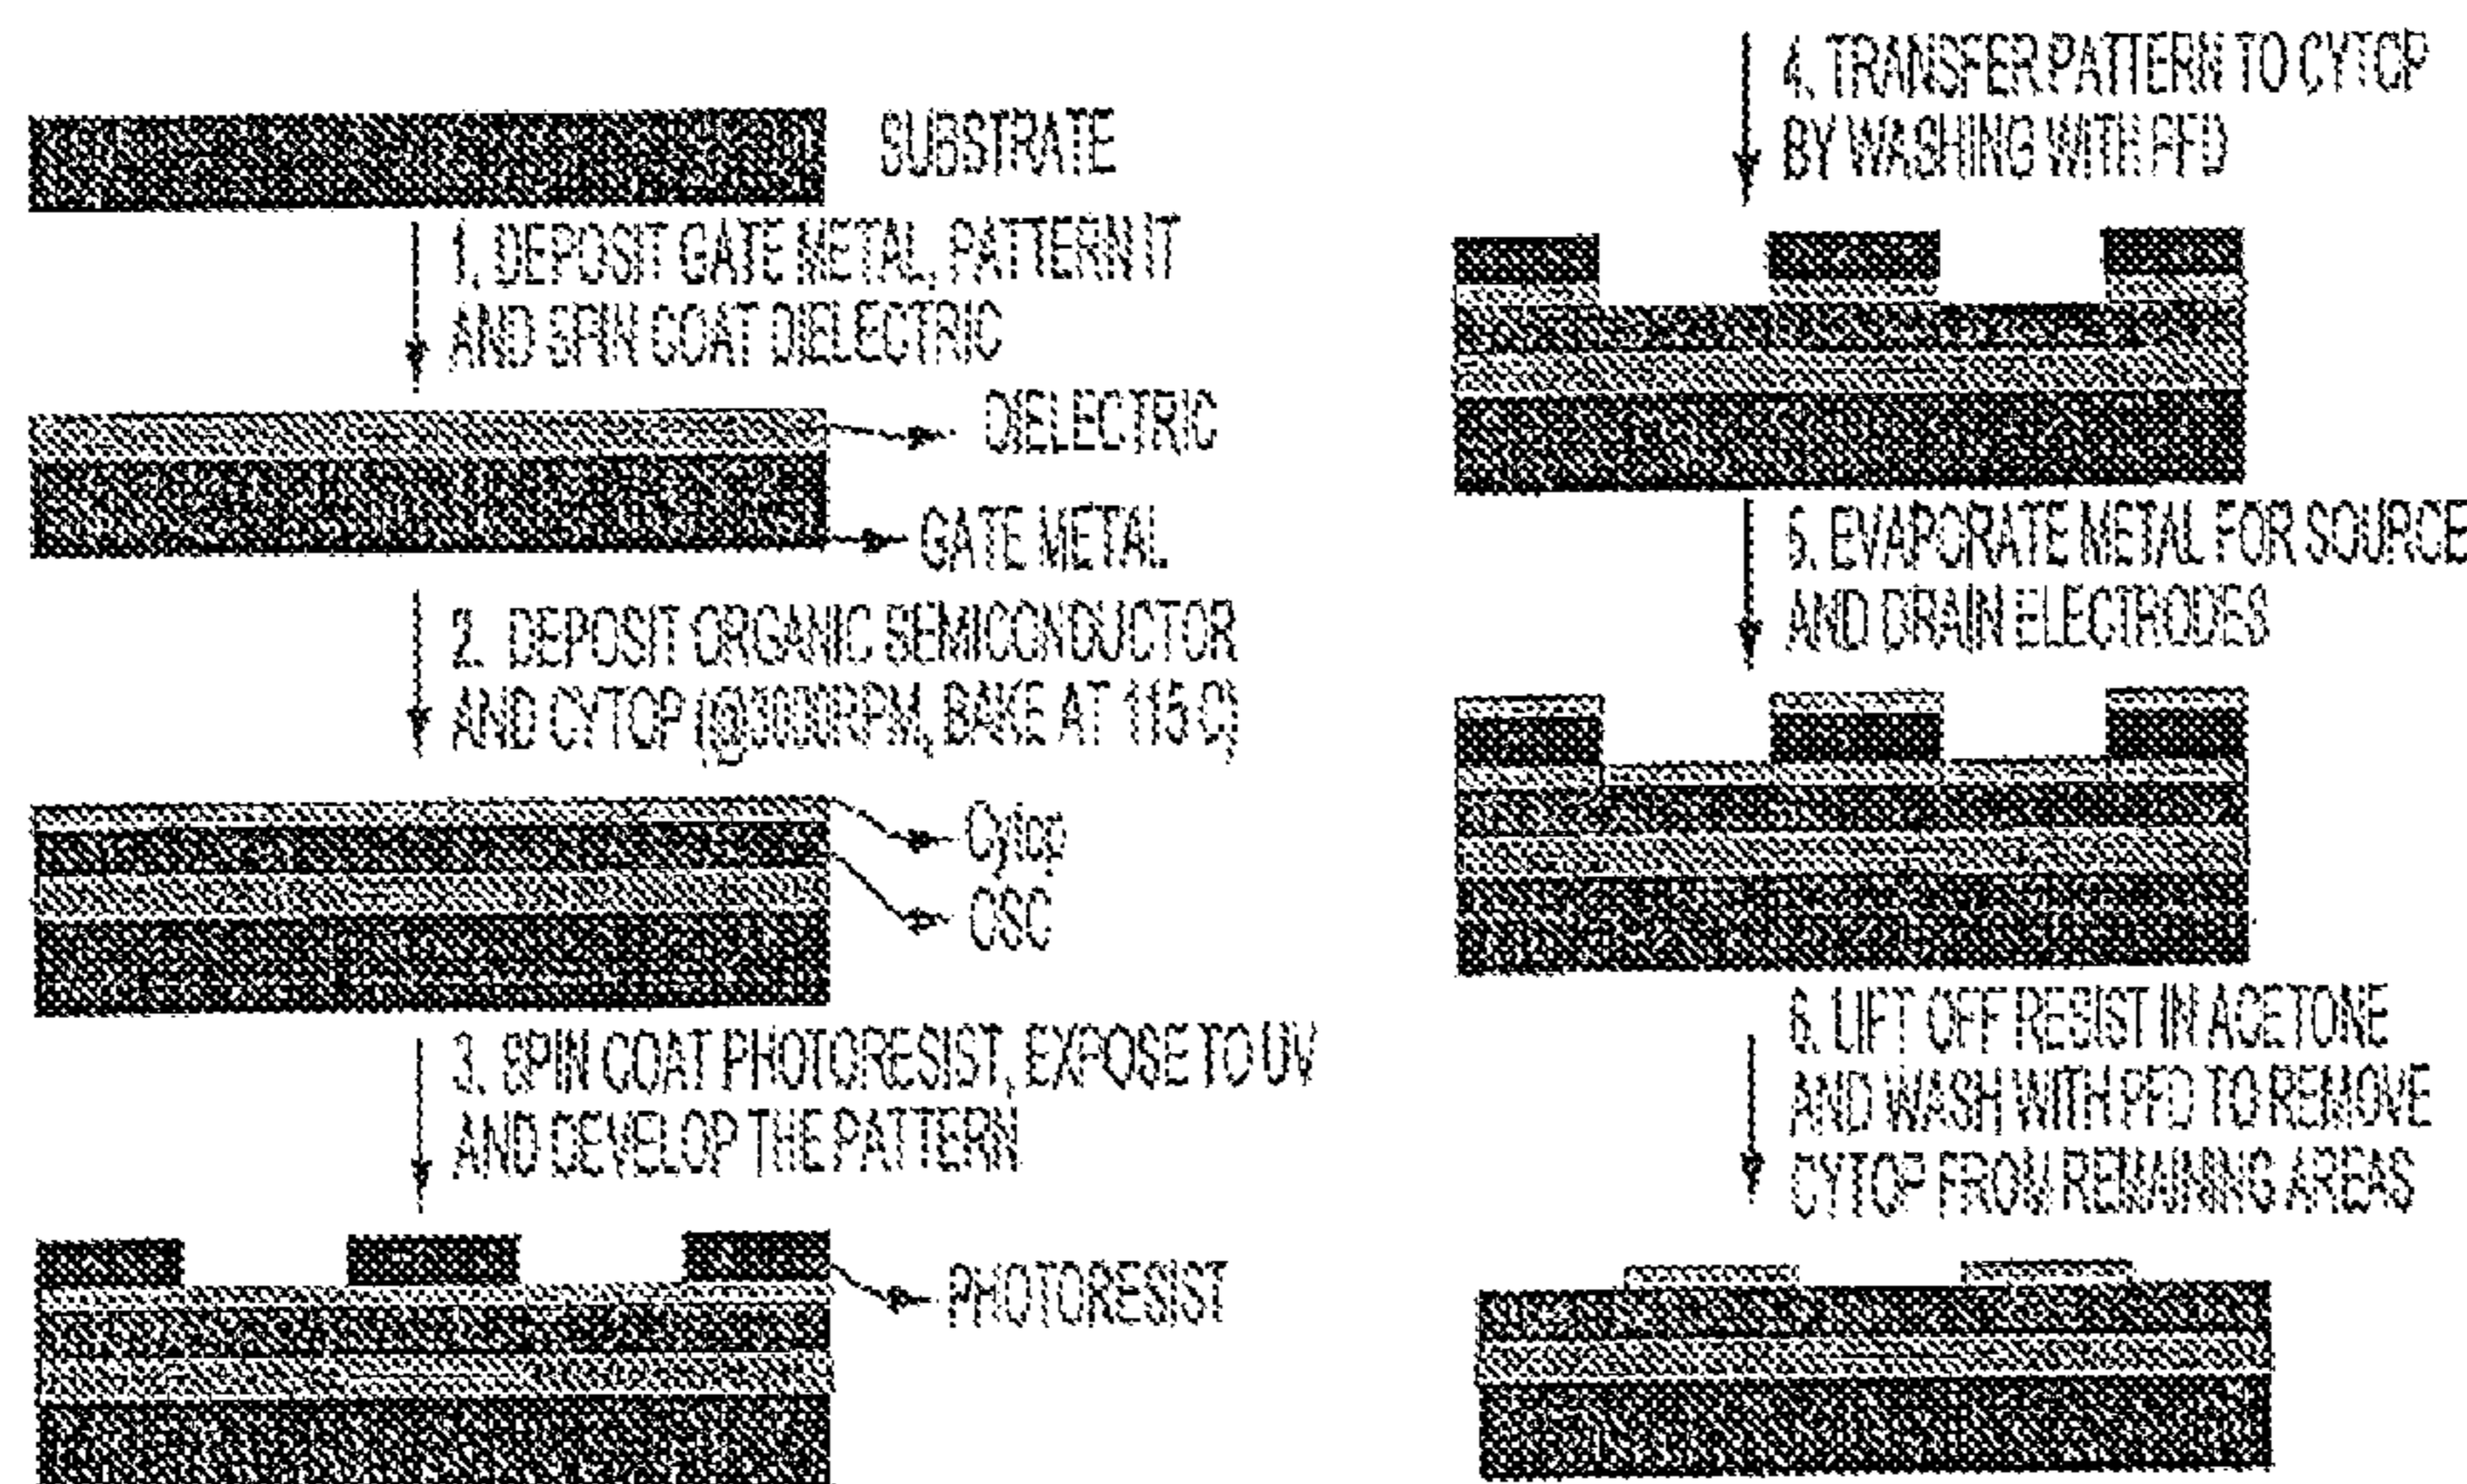 SUBSTRATE
1. DEPOSIT GATE METAL, PATTERN IT
AND SPIN COAT DIELECTRIC
DIELECTRIC
GATE METAL
2. DEPOSIT ORGANIC SEMICONDUCTOR
AND CYTOP (@3000RPM, BAKE AT 115 C)
Cytop
OSC
3. SPIN COAT PHOTORESIST, EXPOSE TO UV
AND DEVELOP THE PATTERN
PHOTORESIST
4. TRANSFER PATTERN TO CYTOP
BY WASHING WITH PFD
5. EVAPORATE METAL FOR SOURCE
AND DRAIN ELECTRODES
6. LIFT OFF RESIST IN ACETONE
AND WASH WITH PFD TO REMOVE
CYTOP FROM REMAINING AREAS